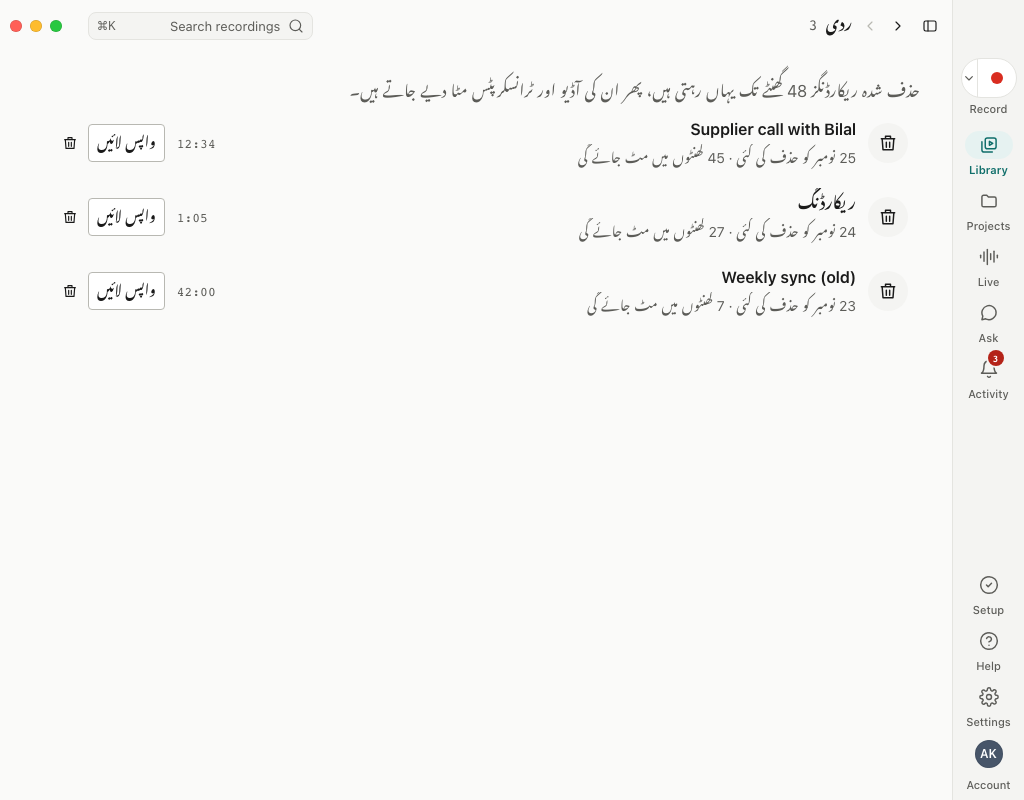 ردی 3
Search recordings ⌘K
حذف شدہ ریکارڈنگز 48 گھنٹے تک یہاں رہتی ہیں، پھر ان کی آڈیو اور ٹرانسکرپٹس مٹا دیے جاتے ہیں۔
Supplier call with Bilal
25 نومبر کو حذف کی گئی · 45 گھنٹوں میں مٹ جائے گی
12:34
واپس لائیں
ریکارڈنگ
24 نومبر کو حذف کی گئی · 27 گھنٹوں میں مٹ جائے گی
1:05
واپس لائیں
Weekly sync (old)
23 نومبر کو حذف کی گئی · 7 گھنٹوں میں مٹ جائے گی
42:00
واپس لائیں
Record
Library
Projects
Live
Ask
3
Activity
Setup
Help
Settings
AK
Account